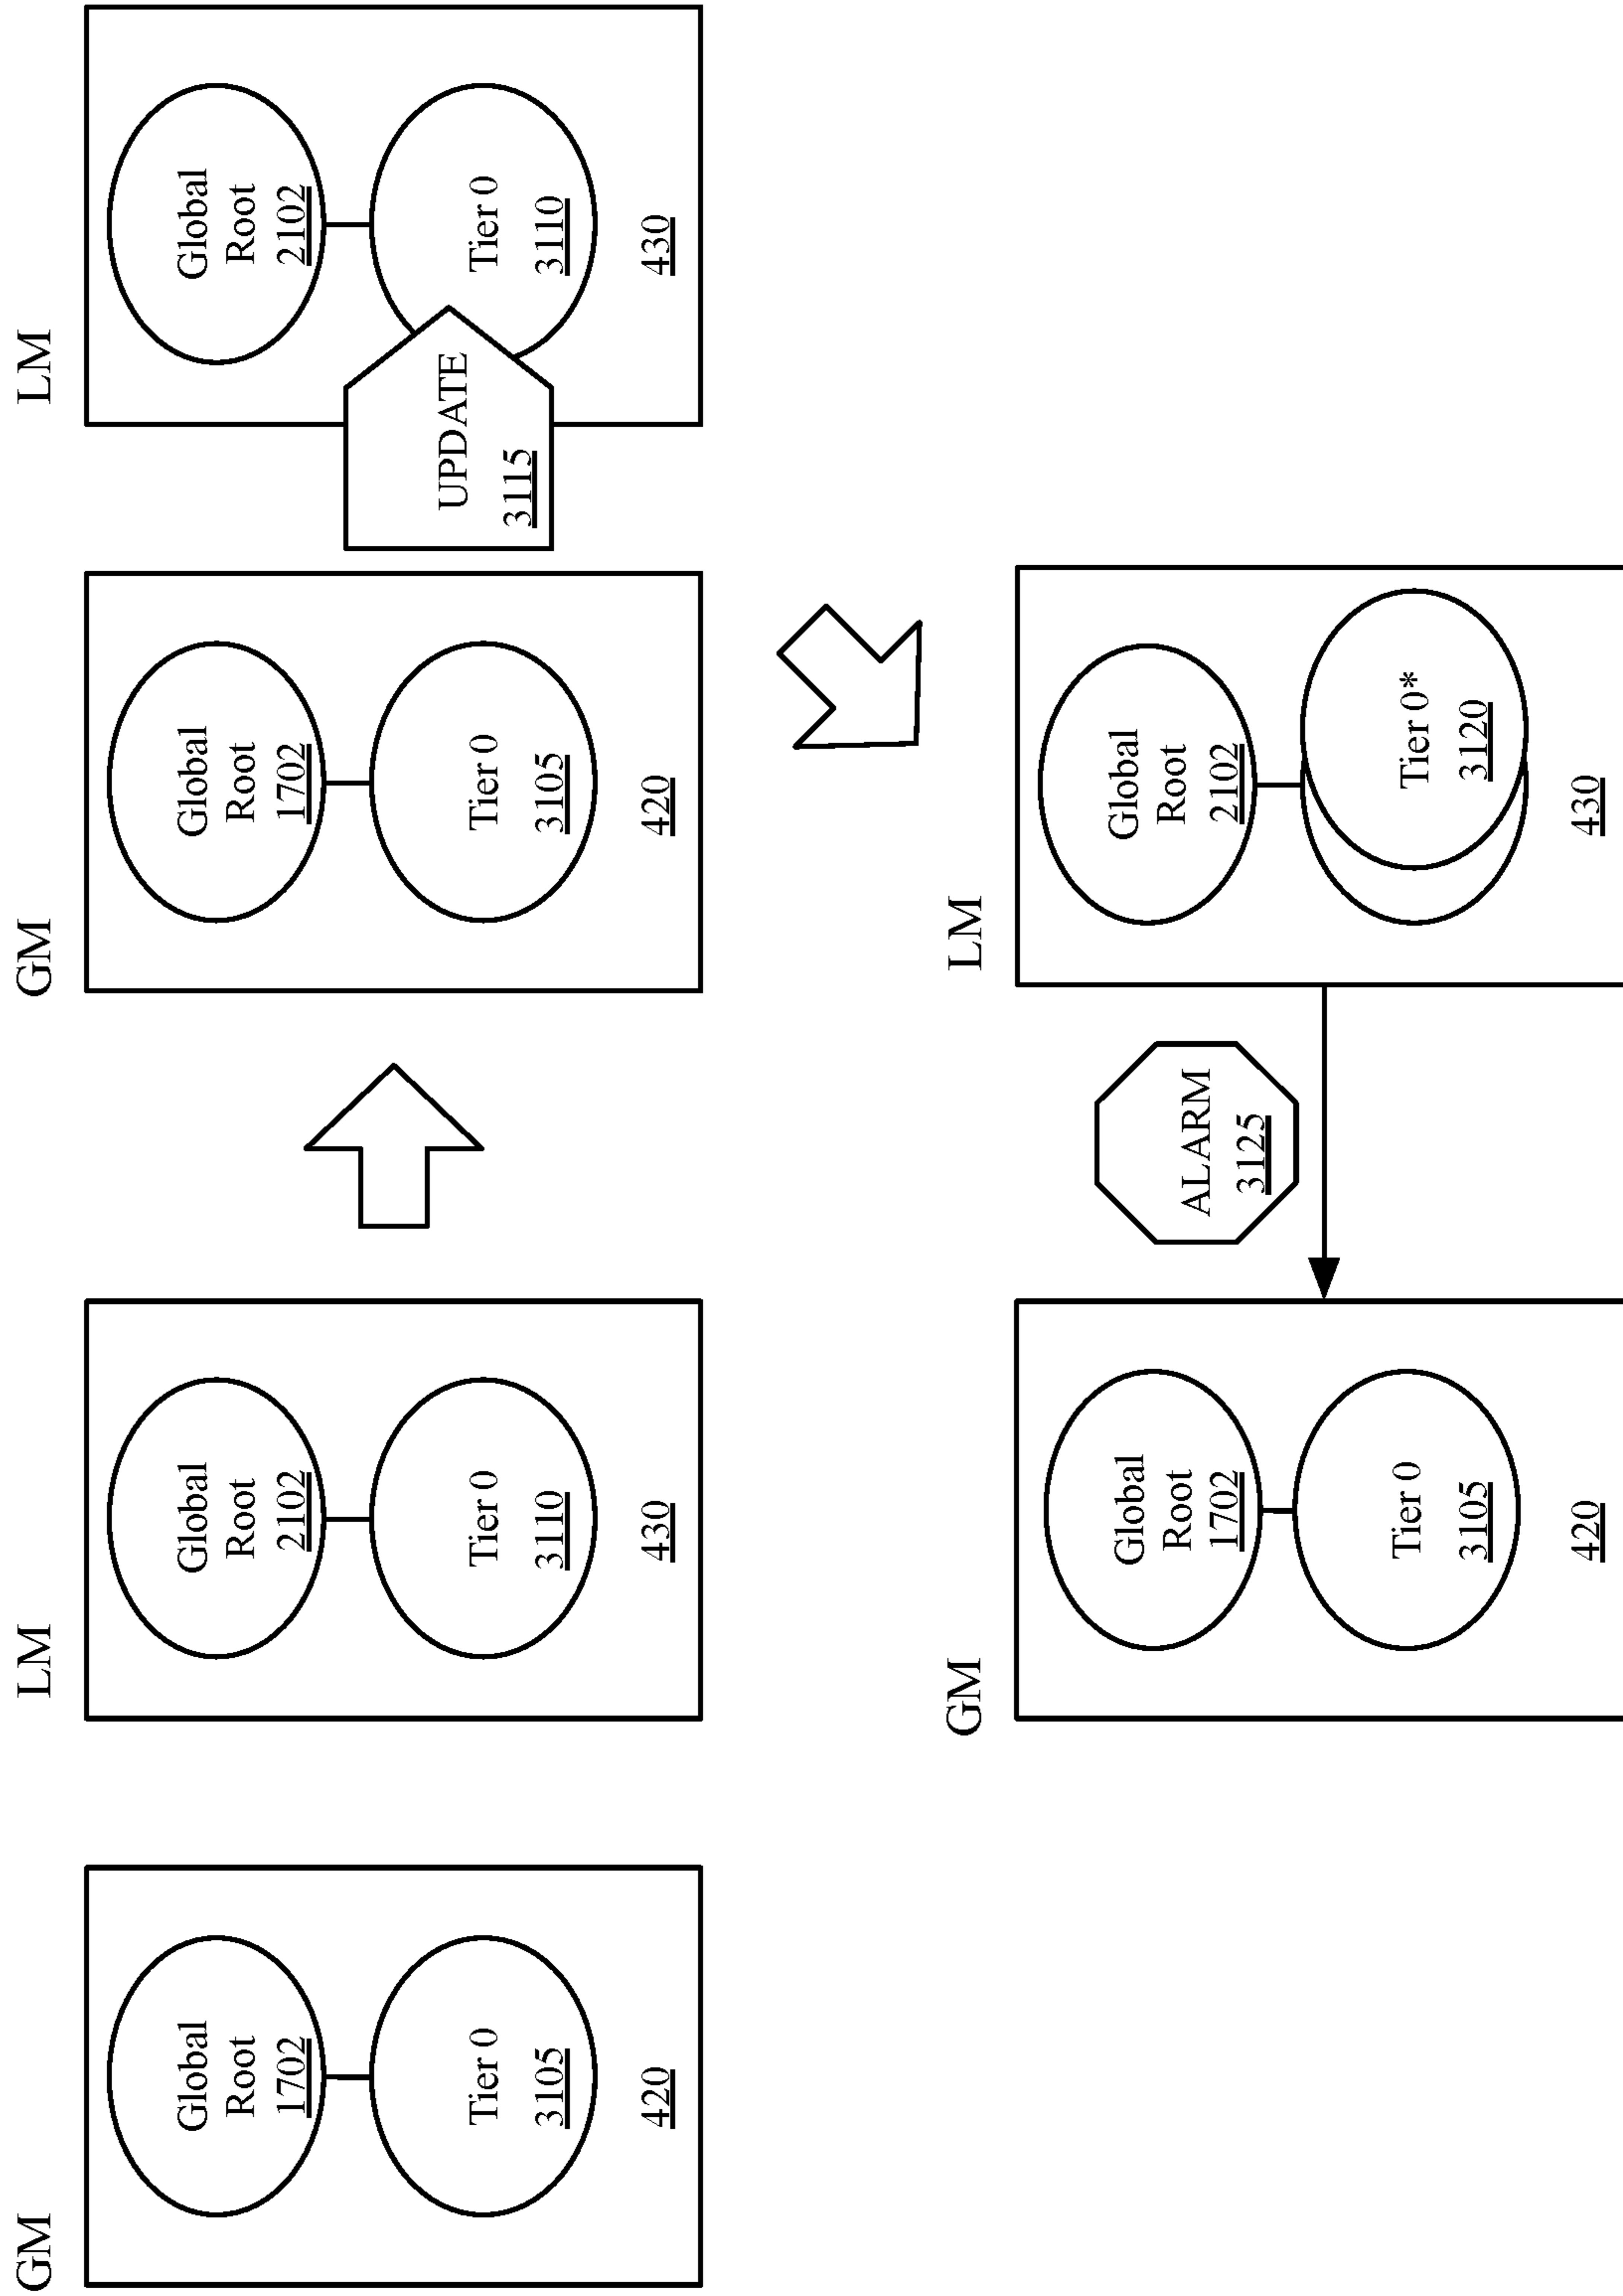 GM
Global
Root
1702
Tier 0
3105
420
LM
Global
Root
2102
Tier 0
3110
430
GM
Global
Root
1702
Tier 0
3105
420
UPDATE
3115
LM
Global
Root
2102
Tier 0
3110
430
GM
Global
Root
1702
Tier 0
3105
420
ALARM
3125
LM
Global
Root
2102
Tier 0*
3120
430